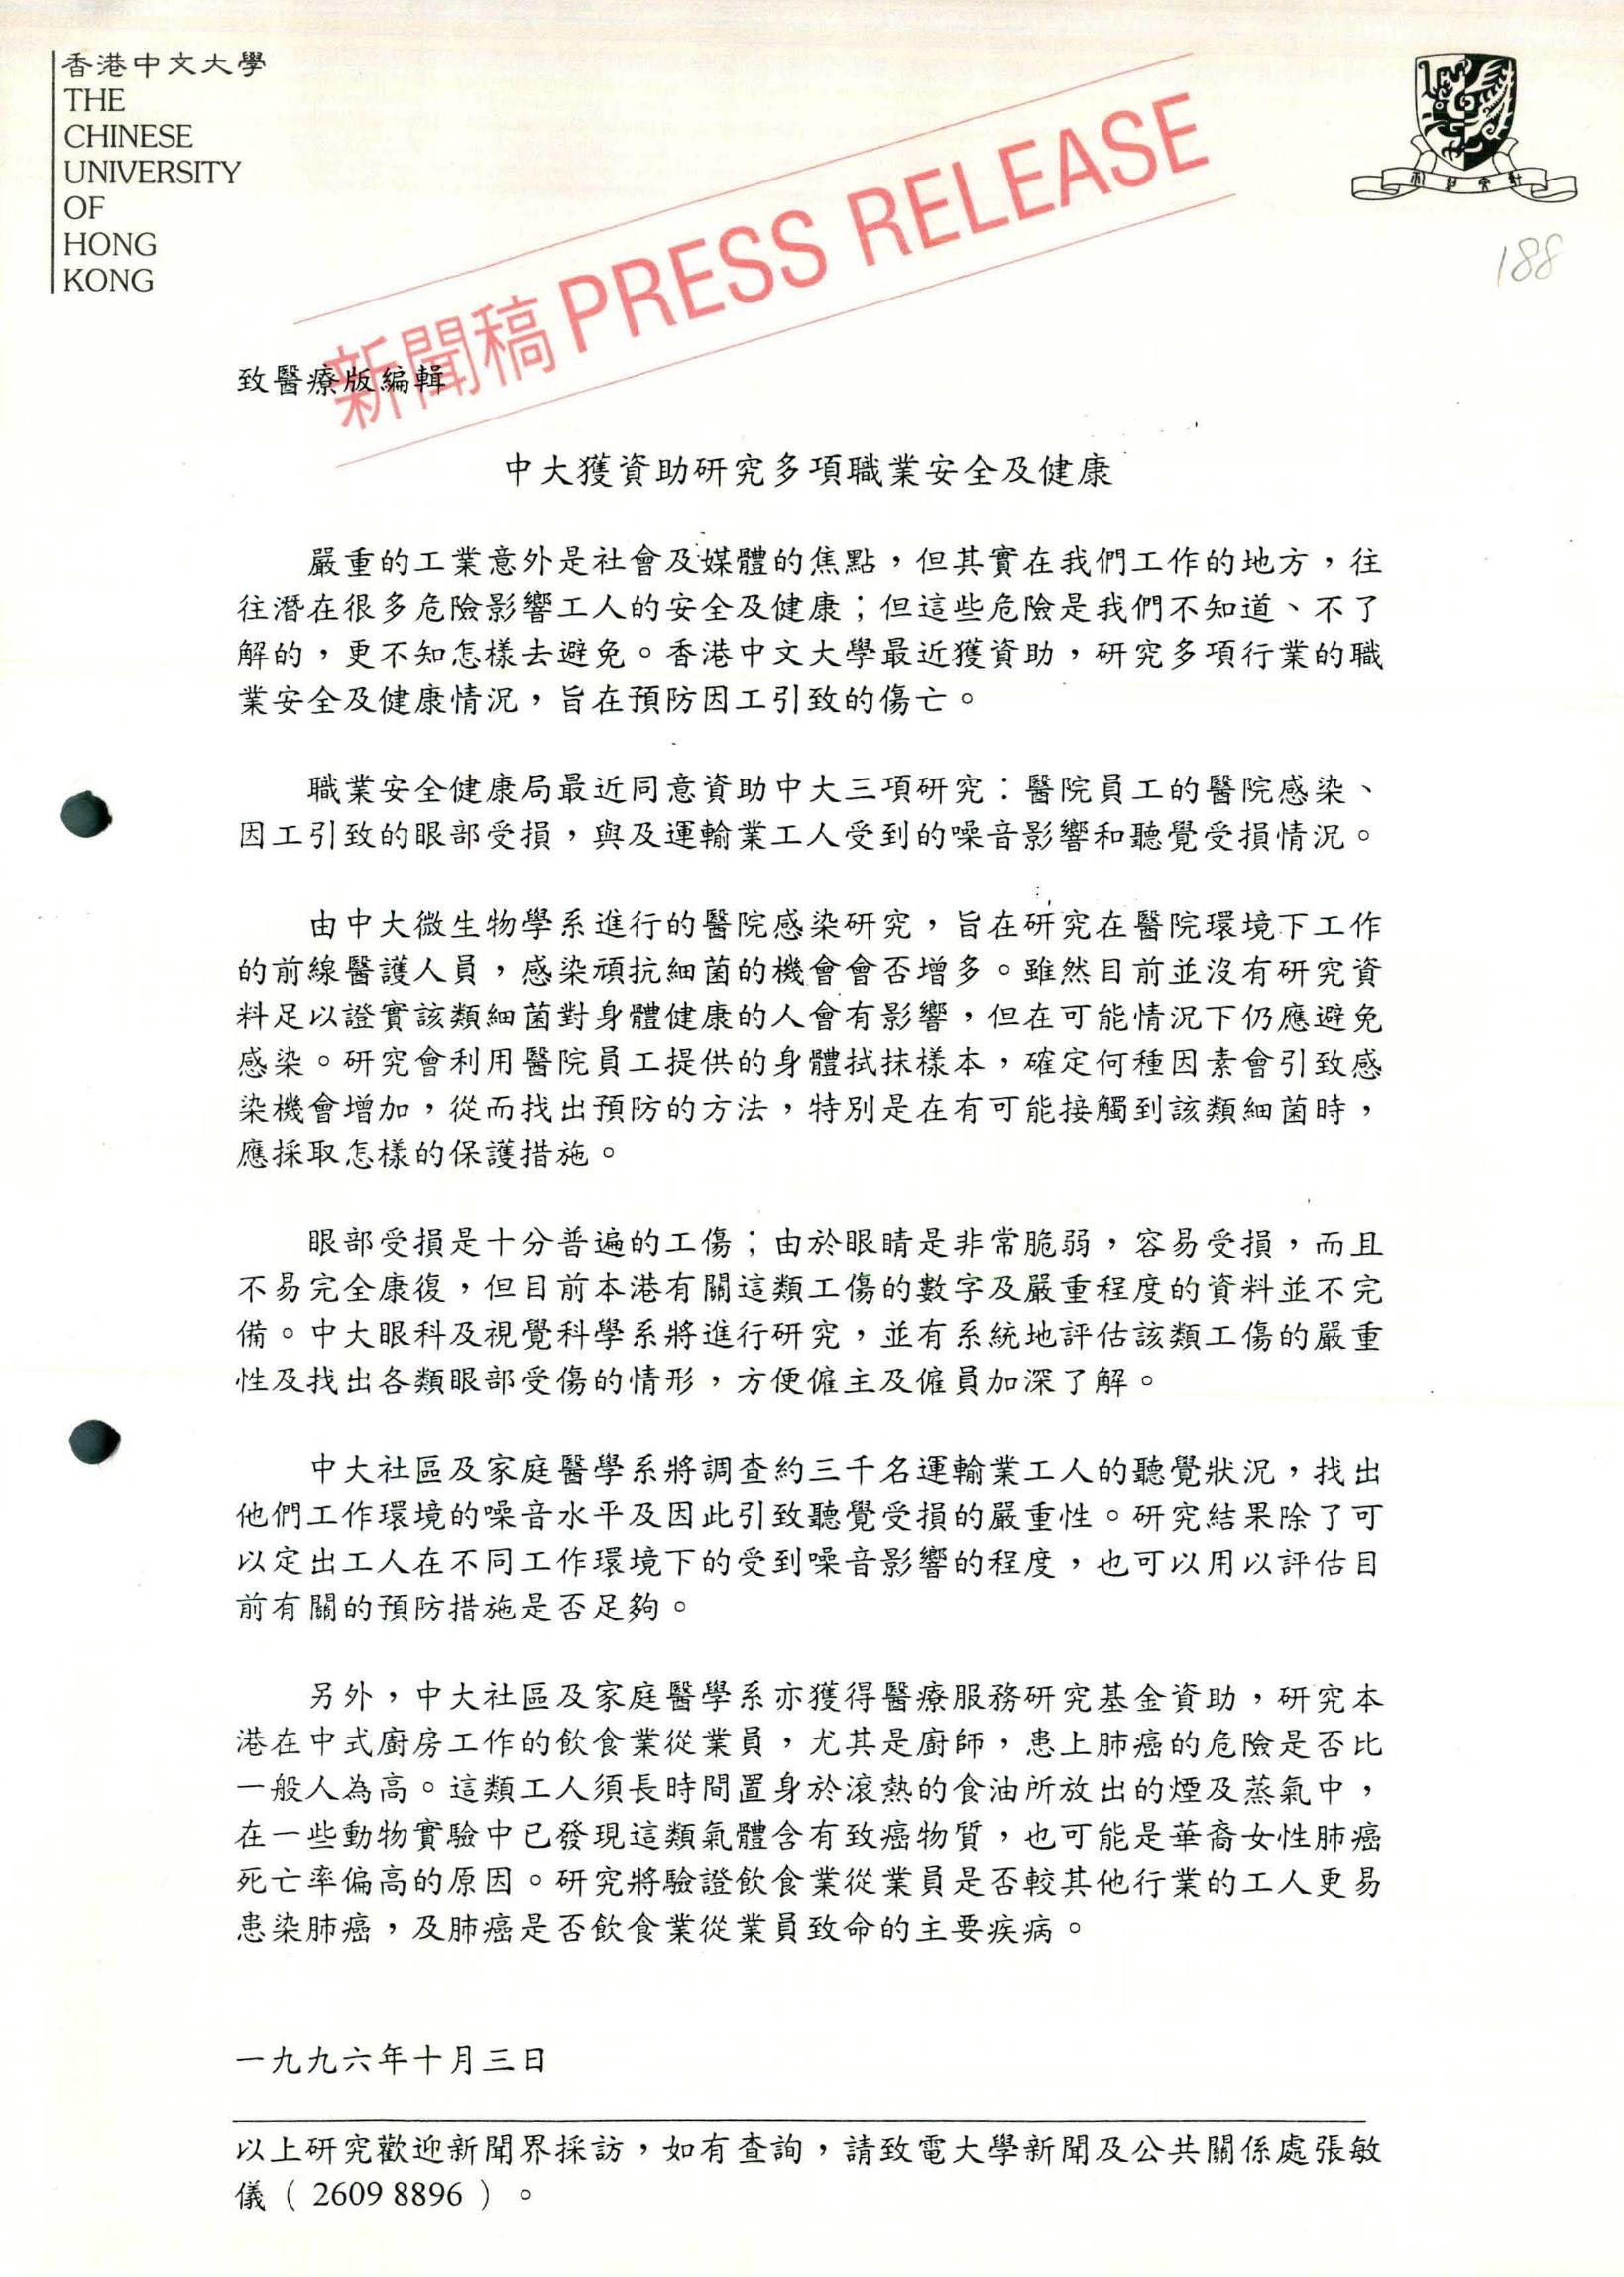 香港中文大學
THE
CHINESE
UNIVERSITY
OF
HONG
KONG
新聞稿 PRESS RELEASE
188
致醫療版編輯
中大獲資助研究多項職業安全及健康
嚴重的工業意外是社會及媒體的焦點，但其實在我們工作的地方，往
往潛在很多危險影響工人的安全及健康；但這些危險是我們不知道、不了
解的，更不知怎樣去避免。香港中文大學最近獲資助，研究多項行業的職
業安全及健康情況，旨在預防因工引致的傷亡。
職業安全健康局最近同意資助中大三項研究：醫院員工的醫院感染、
因工引致的眼部受損，與及運輸業工人受到的噪音影響和聽覺受損情況。
由中大微生物學系進行的醫院感染研究，旨在研究在醫院環境下工作
的前線醫護人員，感染頑抗細菌的機會會否增多。雖然目前並沒有研究資
料足以證實該類細菌對身體健康的人會有影響，但在可能情況下仍應避免
感染。研究會利用醫院員工提供的身體拭抹樣本，確定何種因素會引致感
染機會增加，從而找出預防的方法，特別是在有可能接觸到該類細菌時，
應採取怎樣的保護措施。
眼部受損是十分普遍的工傷；由於眼睛是非常脆弱，容易受損，而且
不易完全康復，但目前本港有關這類工傷的數字及嚴重程度的資料並不完
備。中大眼科及視覺科學系將進行研究，並有系統地評估該類工傷的嚴重
性及找出各類眼部受傷的情形，方便僱主及僱員加深了解。
中大社區及家庭醫學系將調查約三千名運輸業工人的聽覺狀況，找出
他們工作環境的噪音水平及因此引致聽覺受損的嚴重性。研究結果除了可
以定出工人在不同工作環境下的受到噪音影響的程度，也可以用以評估目
前有關的預防措施是否足夠。
另外，中大社區及家庭醫學系亦獲得醫療服務研究基金資助，研究本
港在中式廚房工作的飲食業從業員，尤其是廚師，患上肺癌的危險是否比
一般人為高。這類工人須長時間置身於滾熱的食油所放出的煙及蒸氣中，
在一些動物實驗中已發現這類氣體含有致癌物質，也可能是華裔女性肺癌
死亡率偏高的原因。研究將驗證飲食業從業員是否較其他行業的工人更易
患染肺癌，及肺癌是否飲食業從業員致命的主要疾病。
一九九六年十月三日
以上研究歡迎新聞界採訪，如有查詢，請致電大學新聞及公共關係處張敏
儀（2609 8896）。